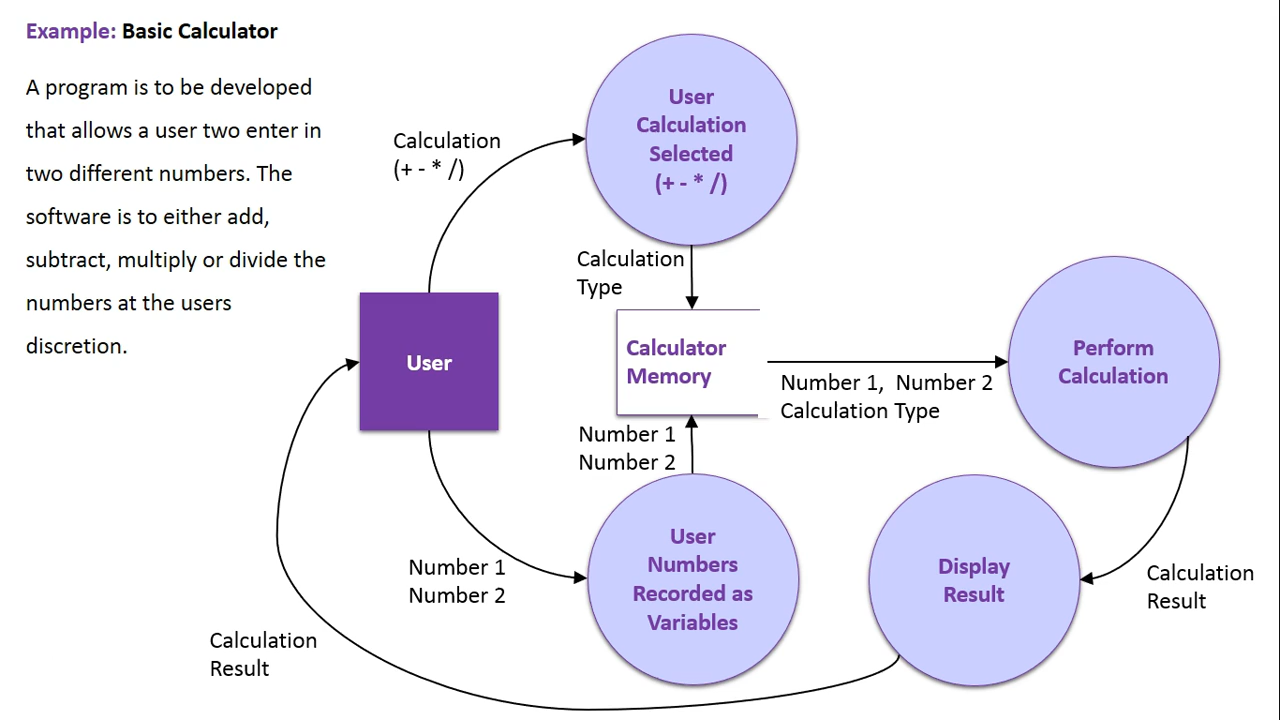 Example: Basic Calculator
A program is to be developed
that allows a user two enter in
two different numbers. The
software is to either add,
subtract, multiply or divide the
numbers at the users
discretion.
Calculation
(+ - * /)
User
Calculation
Selected
(+ - * /)
Calculation
Type
User
Calculator
Memory
Number 1,  Number 2
Calculation Type
Perform
Calculation
Number 1
Number 2
Number 1
Number 2
User
Numbers
Recorded as
Variables
Display
Result
Calculation
Result
Calculation
Result